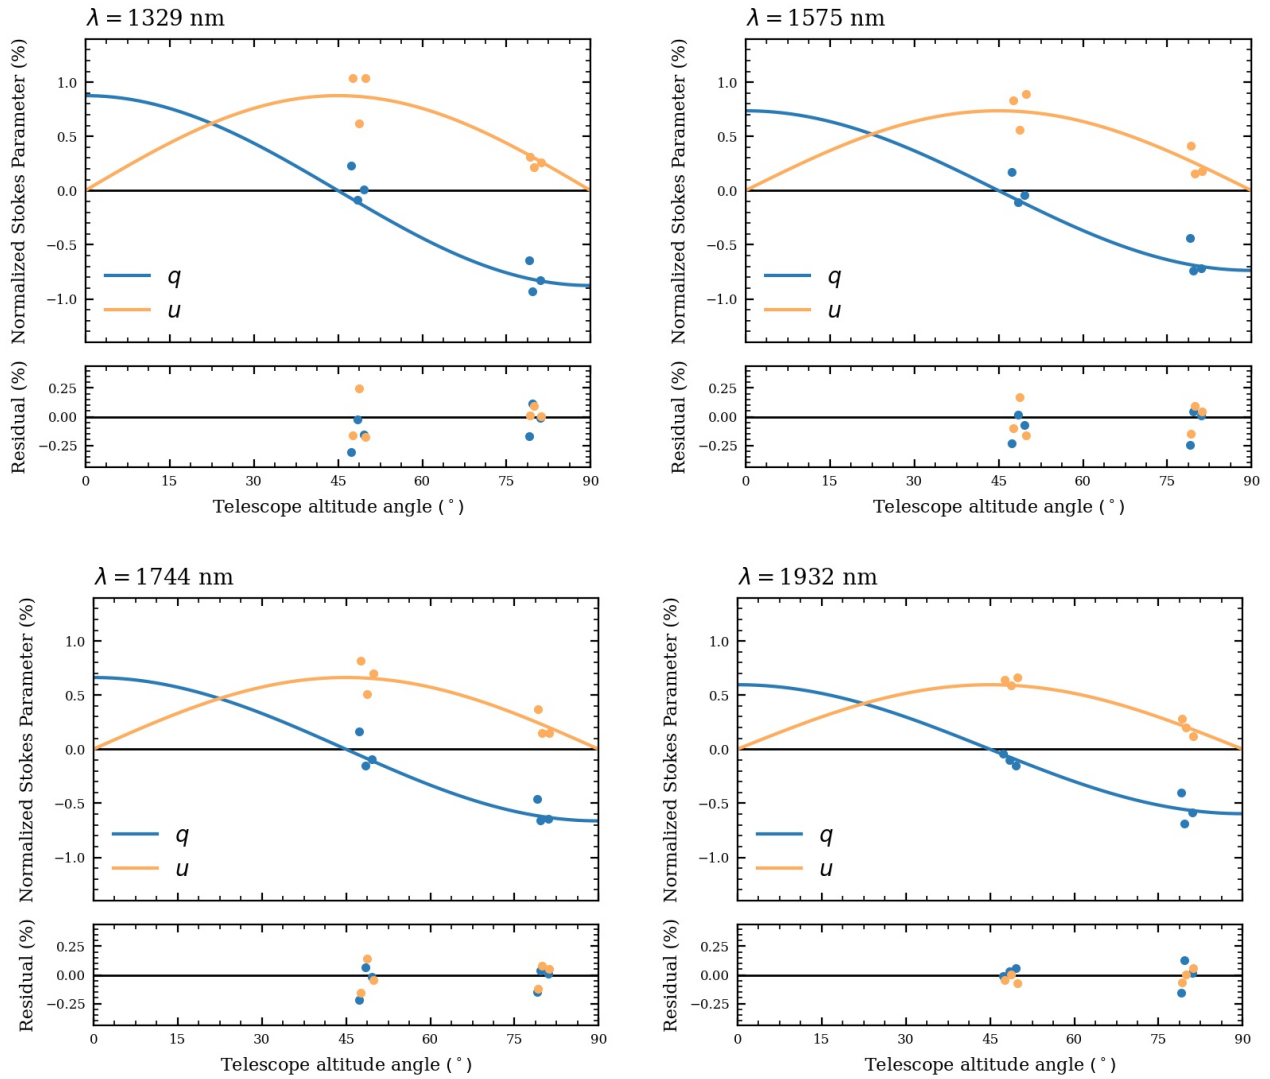 λ = 1329 nm
Normalized Stokes Parameter (%)
1.0
0.5
0.0
−0.5
−1.0
q
u
Residual (%)
0.25
0.00
−0.25
0 15 30 45 60 75 90
Telescope altitude angle (°)
λ = 1575 nm
Normalized Stokes Parameter (%)
1.0
0.5
0.0
−0.5
−1.0
q
u
Residual (%)
0.25
0.00
−0.25
0 15 30 45 60 75 90
Telescope altitude angle (°)
λ = 1744 nm
Normalized Stokes Parameter (%)
1.0
0.5
0.0
−0.5
−1.0
q
u
Residual (%)
0.25
0.00
−0.25
0 15 30 45 60 75 90
Telescope altitude angle (°)
λ = 1932 nm
Normalized Stokes Parameter (%)
1.0
0.5
0.0
−0.5
−1.0
q
u
Residual (%)
0.25
0.00
−0.25
0 15 30 45 60 75 90
Telescope altitude angle (°)